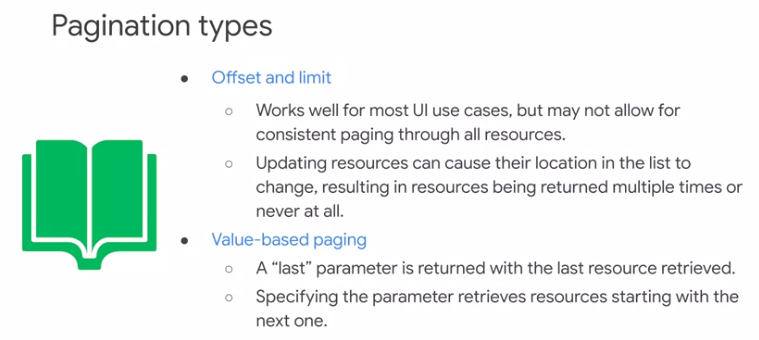 Pagination types
● Offset and limit
○ Works well for most UI use cases, but may not allow for
consistent paging through all resources.
○ Updating resources can cause their location in the list to
change, resulting in resources being returned multiple times or
never at all.
● Value-based paging
○ A “last” parameter is returned with the last resource retrieved.
○ Specifying the parameter retrieves resources starting with the
next one.